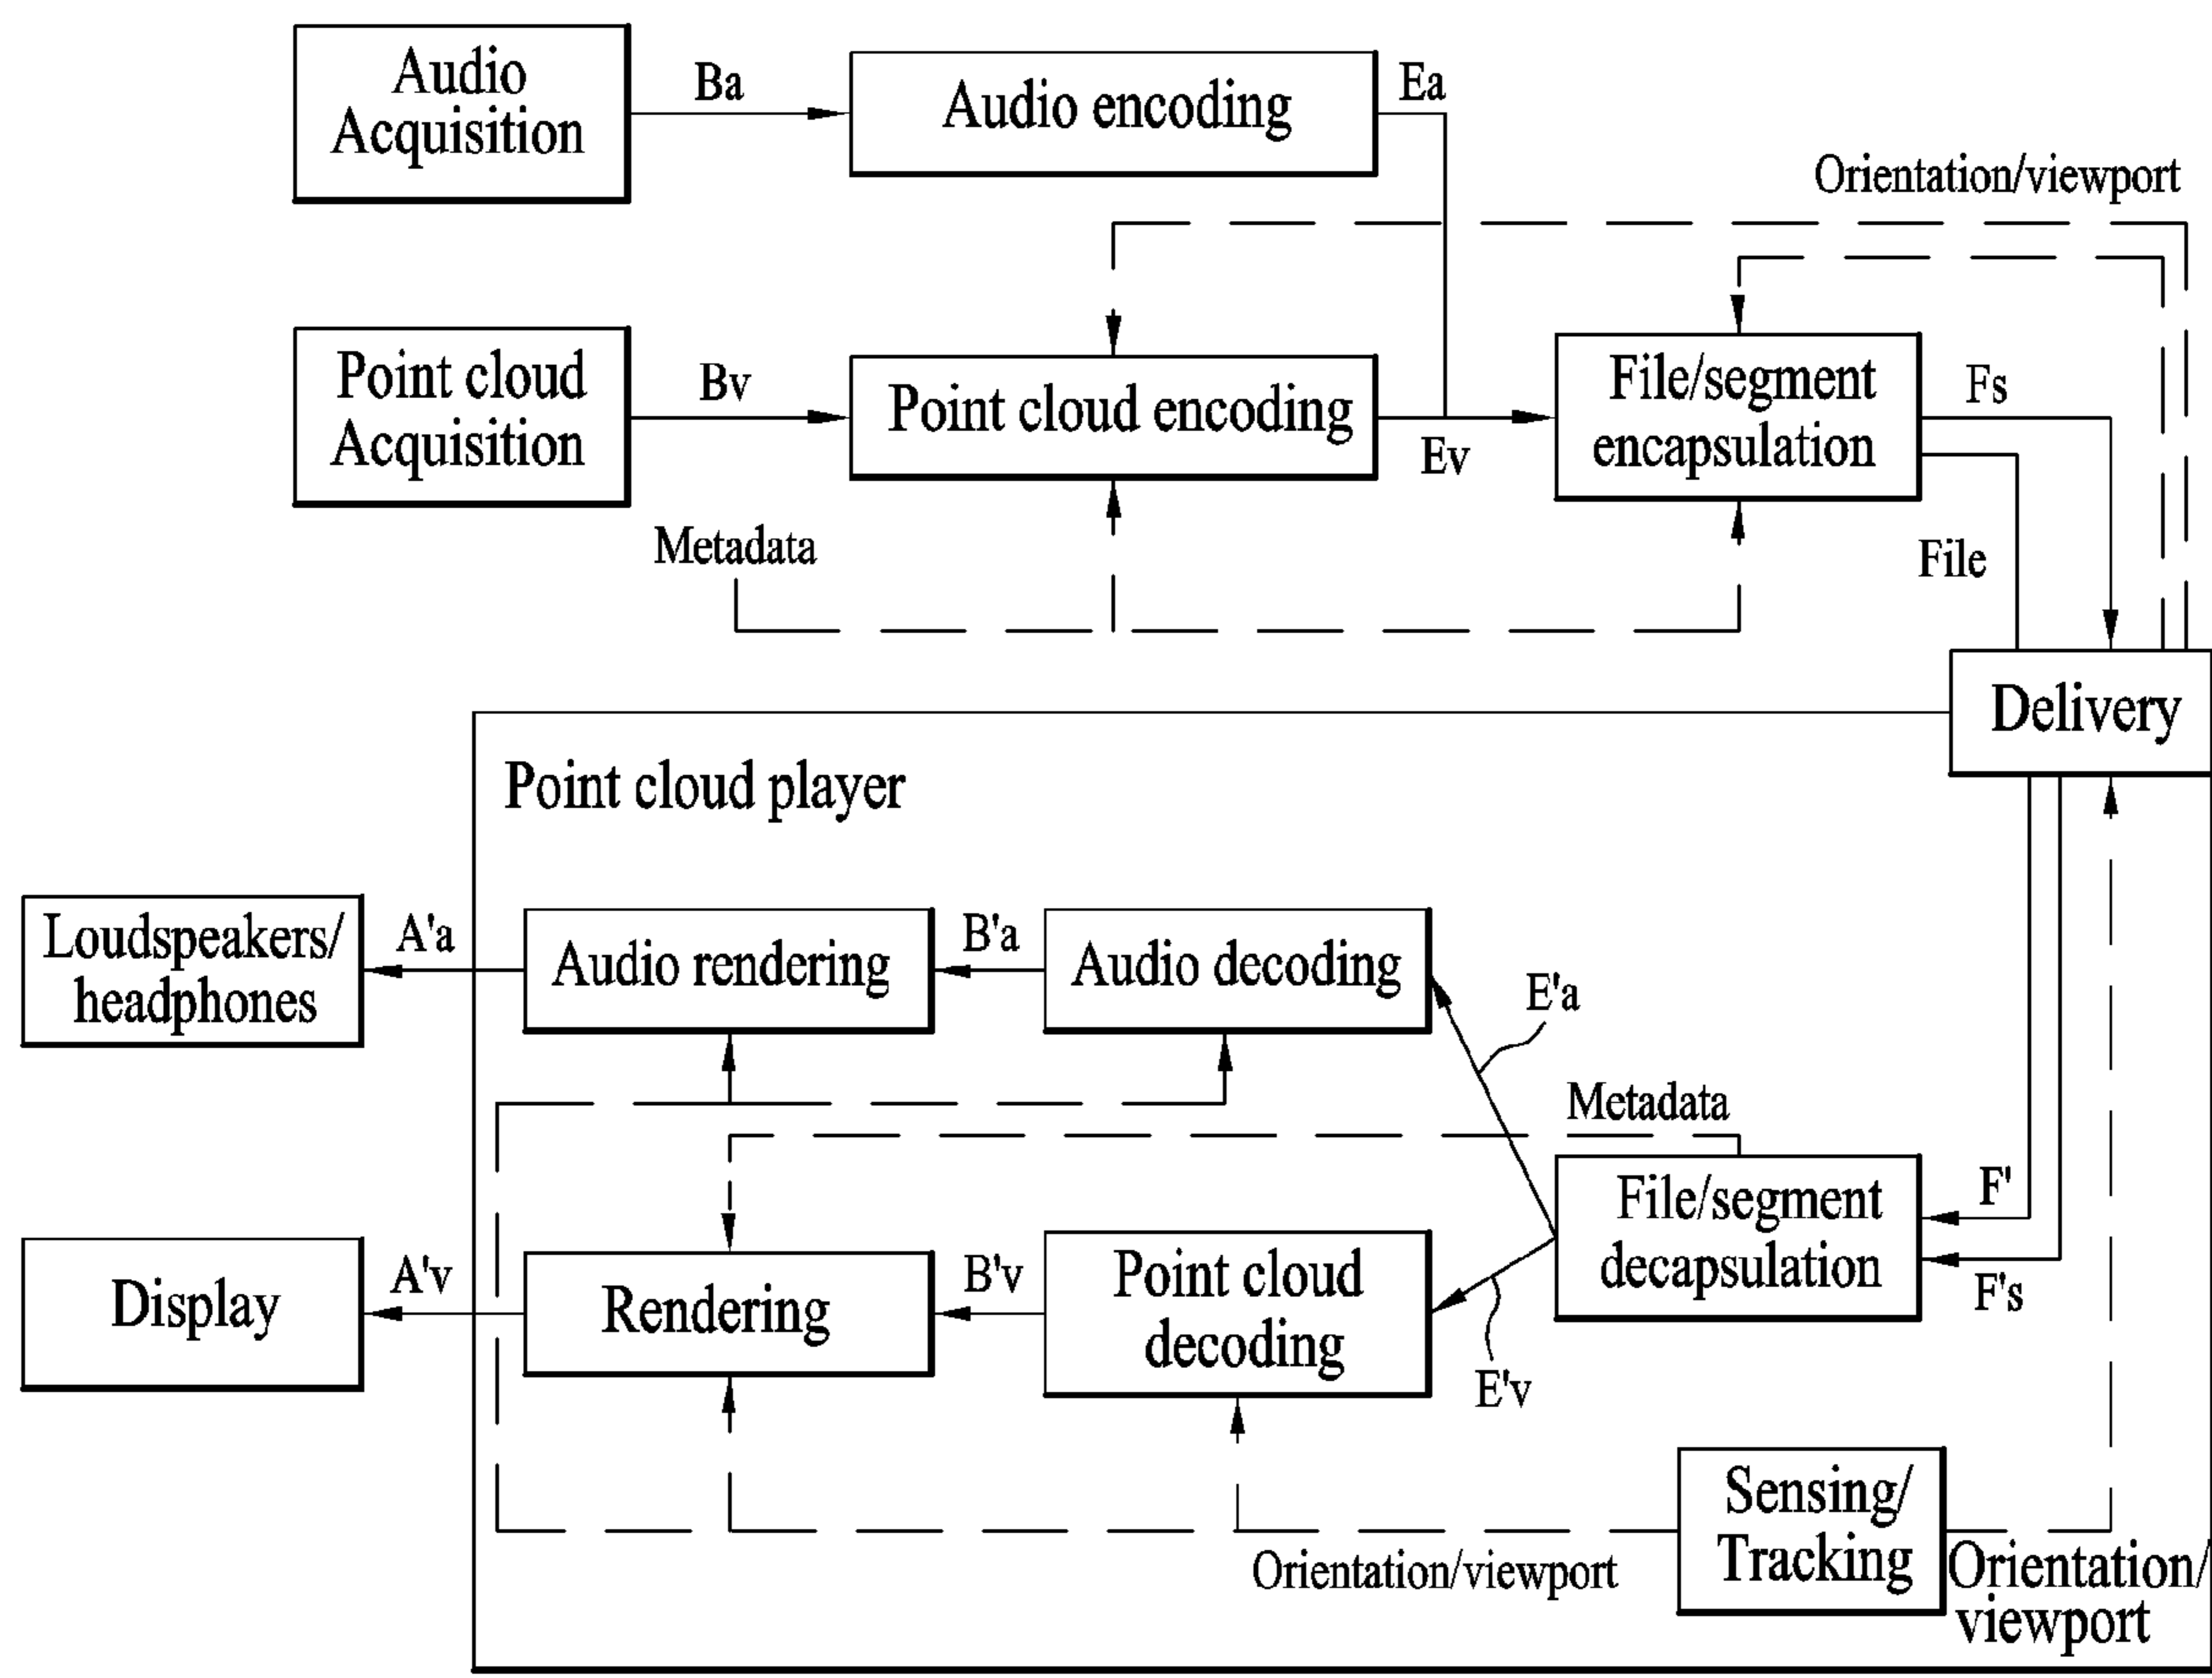 Audio
Acquisition
Ba
Audio encoding
Ea
Orientation/viewport
Point cloud
Acquisition
Bv
Point cloud encoding
Ev
File/segment
encapsulation
Fs
File
Metadata
Delivery
Point cloud player
Loudspeakers/
headphones
A'a
Audio rendering
B'a
Audio decoding
E'a
Metadata
File/segment
decapsulation
F'
F's
Display
A'v
Rendering
B'v
Point cloud
decoding
E'v
Sensing/
Tracking
Orientation/viewport
Orientation/
viewport